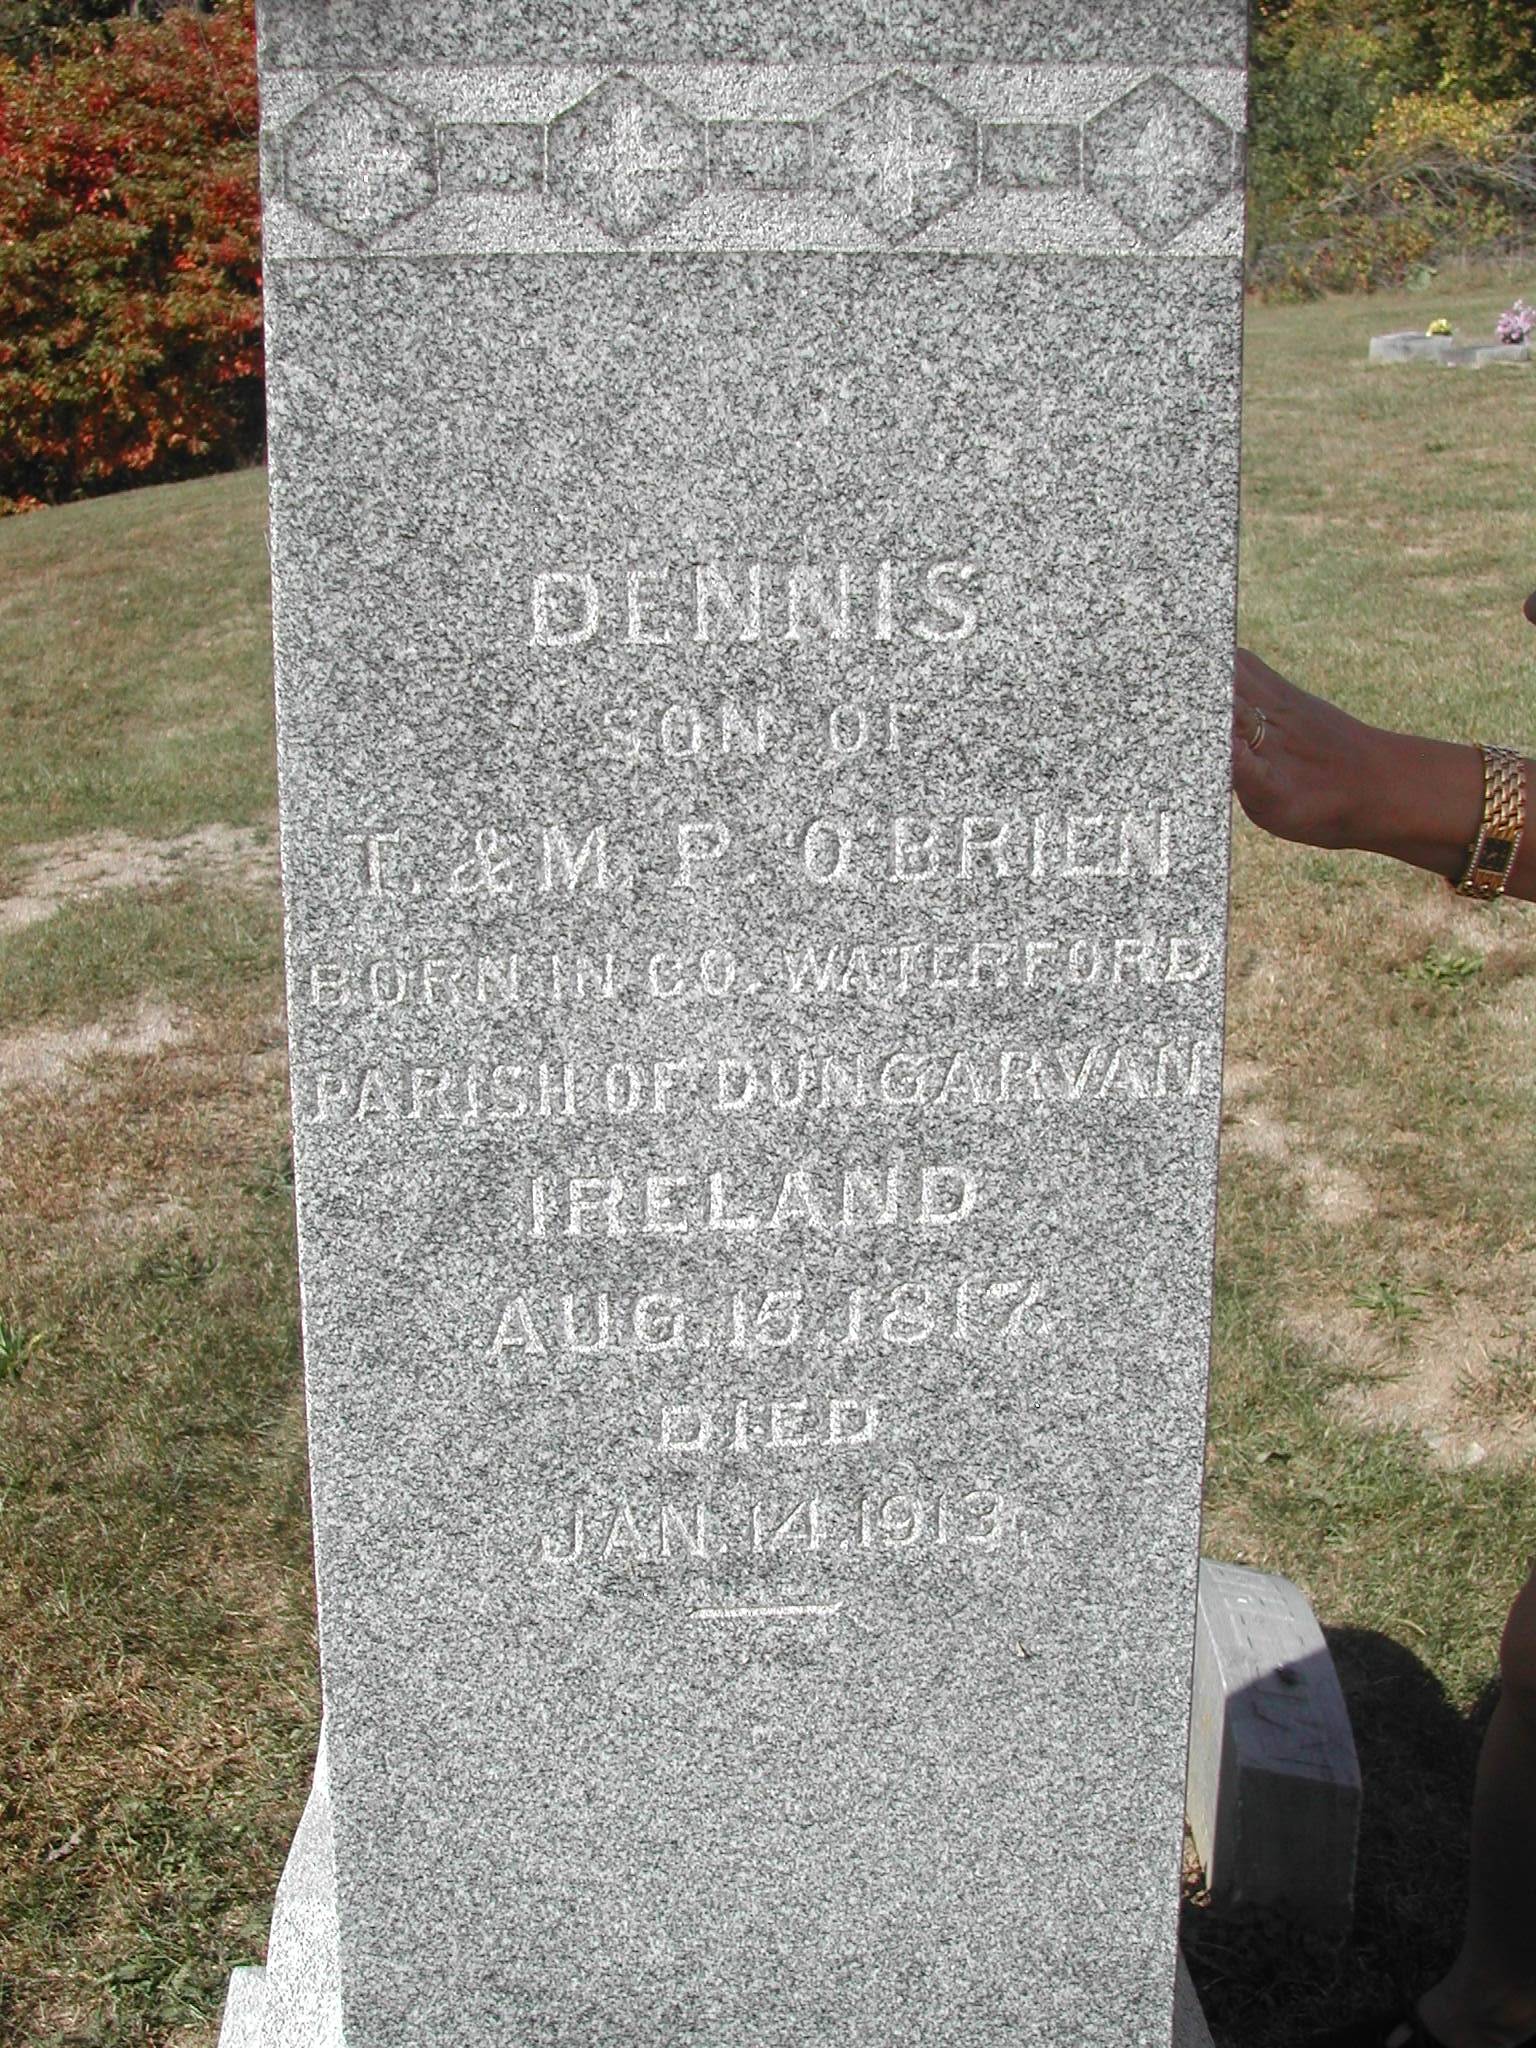 DENNIS
SON OF
T. & M. P. O'BRIEN
BORN IN CO. WATERFORD
PARISH OF DUNGARVAN
IRELAND
AUG. 15. 1817.
DIED
JAN. 14. 1913.